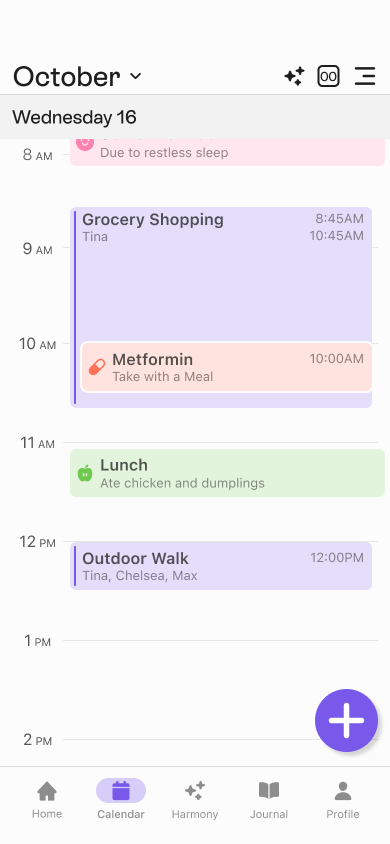 October
00
Wednesday 16
8 AM
Due to restless sleep
Grocery Shopping 8:45AM
Tina 10:45AM
9 AM
10 AM
Metformin 10:00AM
Take with a Meal
11 AM
Lunch
Ate chicken and dumplings
12 PM
Outdoor Walk 12:00PM
Tina, Chelsea, Max
1 PM
2 PM
Home Calendar Harmony Journal Profile